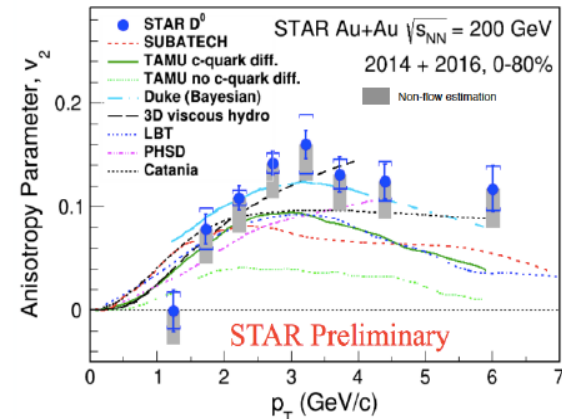 STAR D⁰
SUBATECH
TAMU c-quark diff.
TAMU no c-quark diff.
Duke (Bayesian)
3D viscous hydro
LBT
PHSD
Catania
STAR Au+Au √sNN = 200 GeV
2014 + 2016, 0-80%
Non-flow estimation
Anisotropy Parameter, v₂
0.2
0.1
0
STAR Preliminary
0 1 2 3 4 5 6 7
pT (GeV/c)